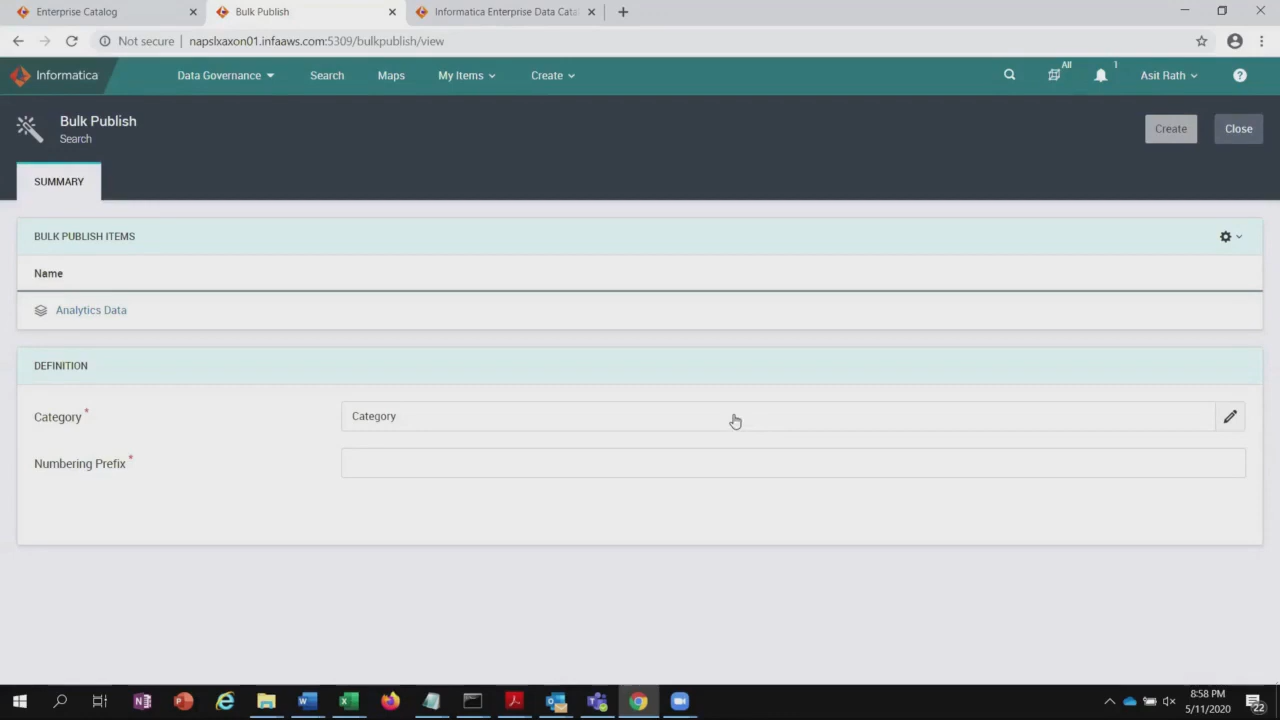 Enterprise Catalog
Bulk Publish
Informatica Enterprise Data Cata
Not secure
napslxaxon01.infaaws.com:5309/bulkpublish/view
Informatica
Data Governance
Search
Maps
My Items
Create
All
1
Asit Rath
?
Bulk Publish
Search
Create
Close
SUMMARY
BULK PUBLISH ITEMS
Name
Analytics Data
DEFINITION
Category *
Category
Numbering Prefix *
8:58 PM
5/11/2020
22